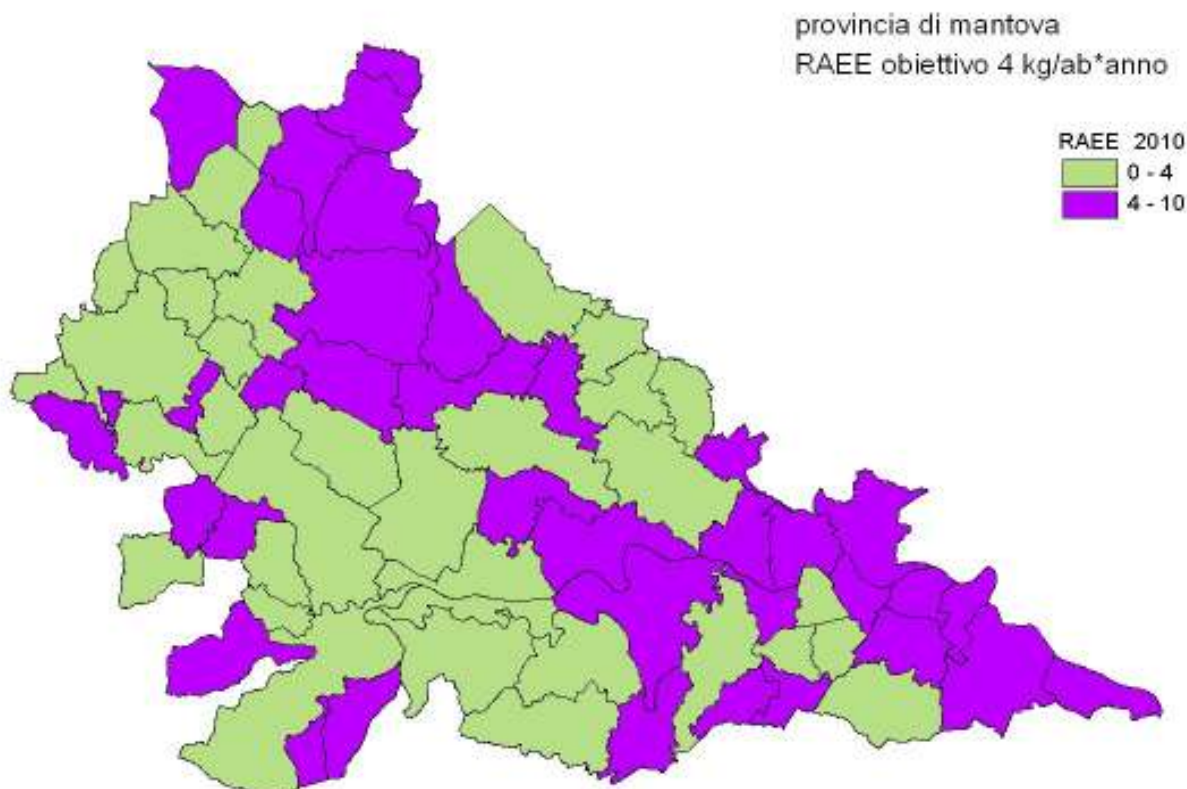 provincia di mantova
RAEE obiettivo 4 kg/ab*anno
RAEE 2010
0 - 4
4 - 10